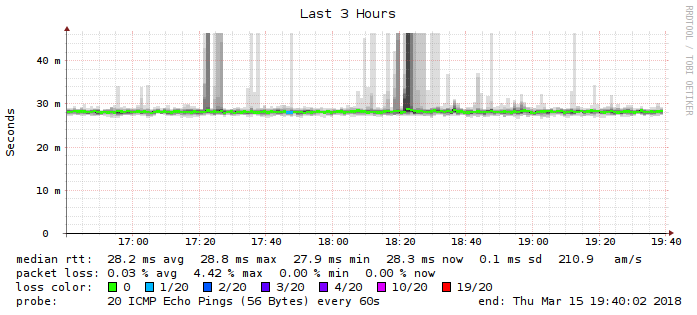 Last 3 Hours
RRDTOOL / TOBI OETIKER
Seconds
40 m
30 m
20 m
10 m
0
17:00 17:20 17:40 18:00 18:20 18:40 19:00 19:20 19:40
median rtt: 28.2 ms avg 28.8 ms max 27.9 ms min 28.3 ms now 0.1 ms sd 210.9 am/s
packet loss: 0.03 % avg 4.42 % max 0.00 % min 0.00 % now
loss color: 0 1/20 2/20 3/20 4/20 10/20 19/20
probe: 20 ICMP Echo Pings (56 Bytes) every 60s end: Thu Mar 15 19:40:02 2018